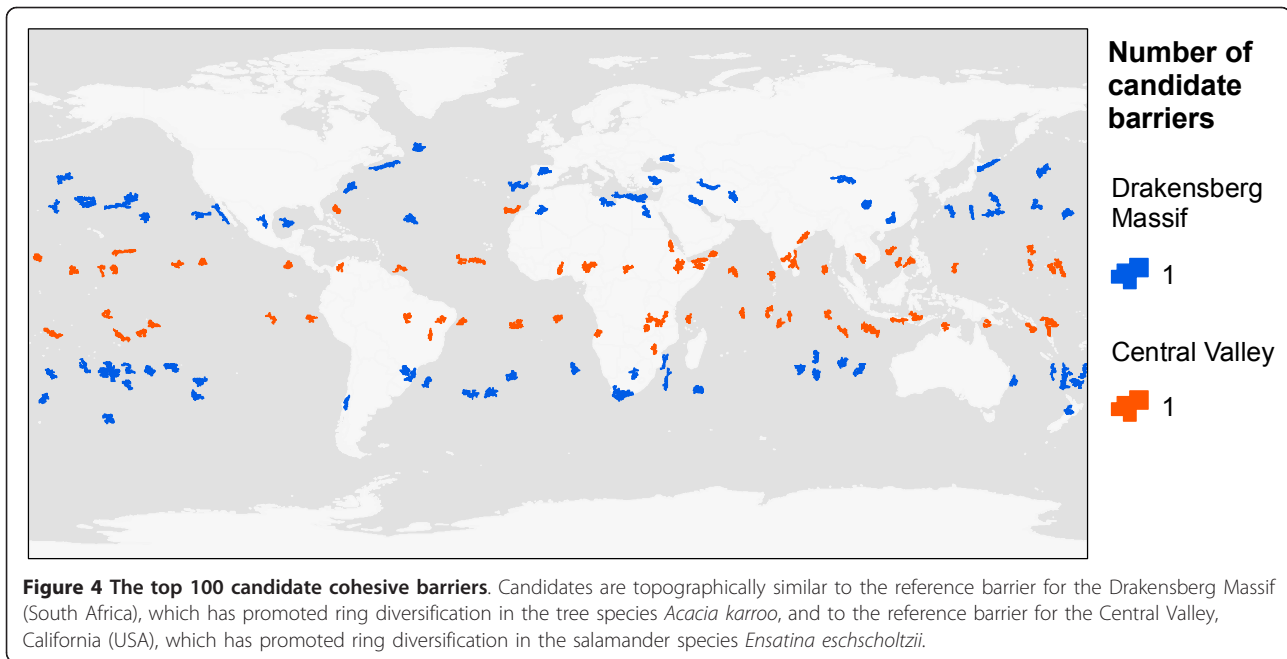 Number of
candidate
barriers
Drakensberg
Massif
1
Central Valley
1
Figure 4 The top 100 candidate cohesive barriers. Candidates are topographically similar to the reference barrier for the Drakensberg Massif
(South Africa), which has promoted ring diversification in the tree species Acacia karroo, and to the reference barrier for the Central Valley,
California (USA), which has promoted ring diversification in the salamander species Ensatina eschscholtzii.